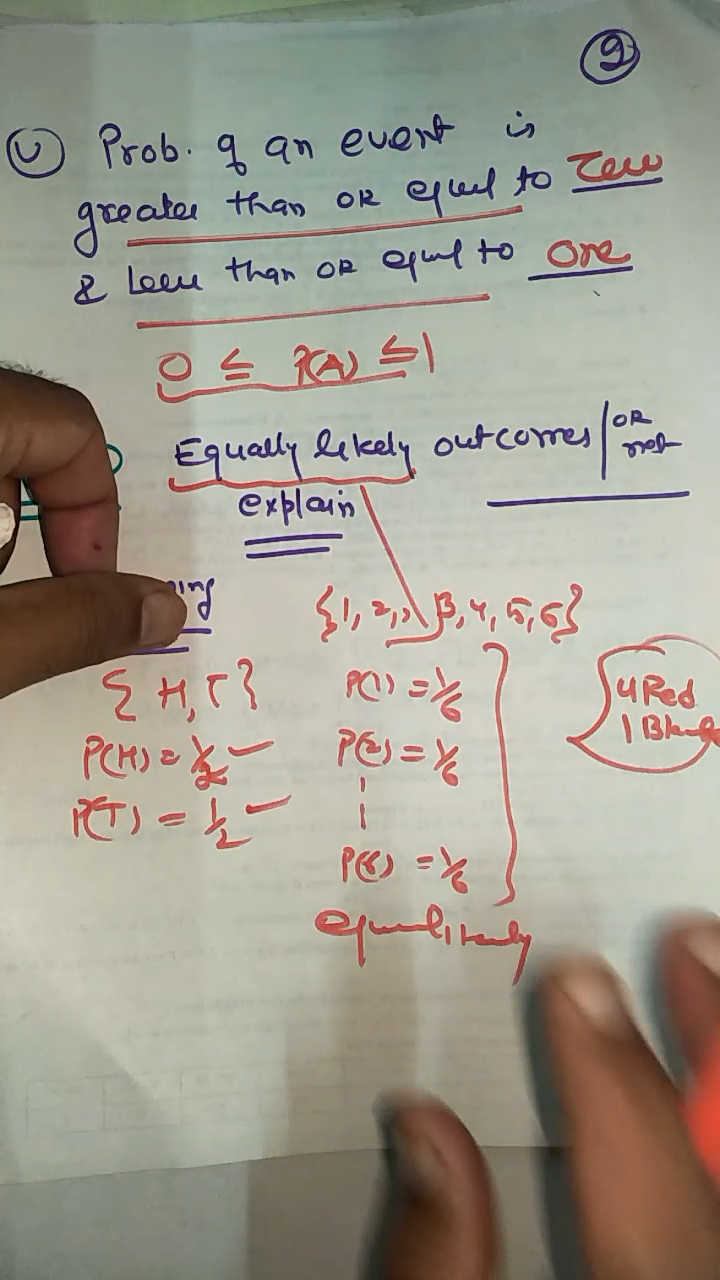 9
(v) Prob. of an event is
greater than OR equal to Zero
& less than OR equal to One
0 ≤ P(A) ≤ 1
Equally likely outcomes / OR not
explain
{1, 2, 3, 4, 5, 6}
{ H, T }
P(1) = 1/6
4 Red
P(H) = 1/2
P(2) = 1/6
P(T) = 1/2
P(6) = 1/6